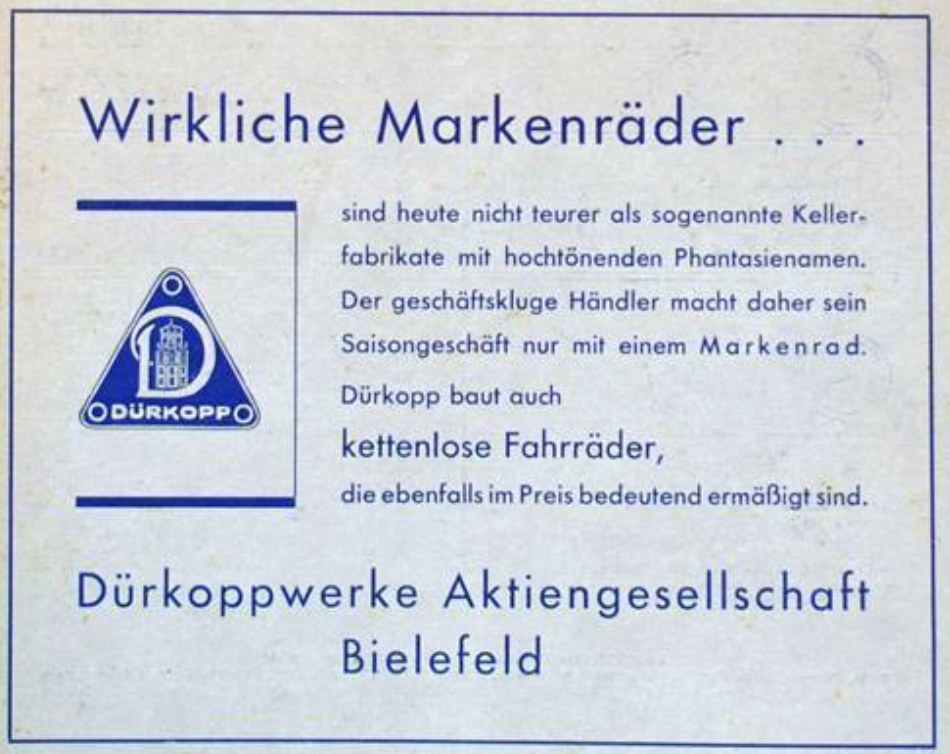 Wirkliche Markenräder . . .
sind heute nicht teurer als sogenannte Keller-
fabrikate mit hochtönenden Phantasienamen.
Der geschäftskluge Händler macht daher sein
Saisongeschäft nur mit einem Markenrad.
Dürkopp baut auch
kettenlose Fahrräder,
die ebenfalls im Preis bedeutend ermäßigt sind.
D
DÜRKOPP
Dürkoppwerke Aktiengesellschaft
Bielefeld